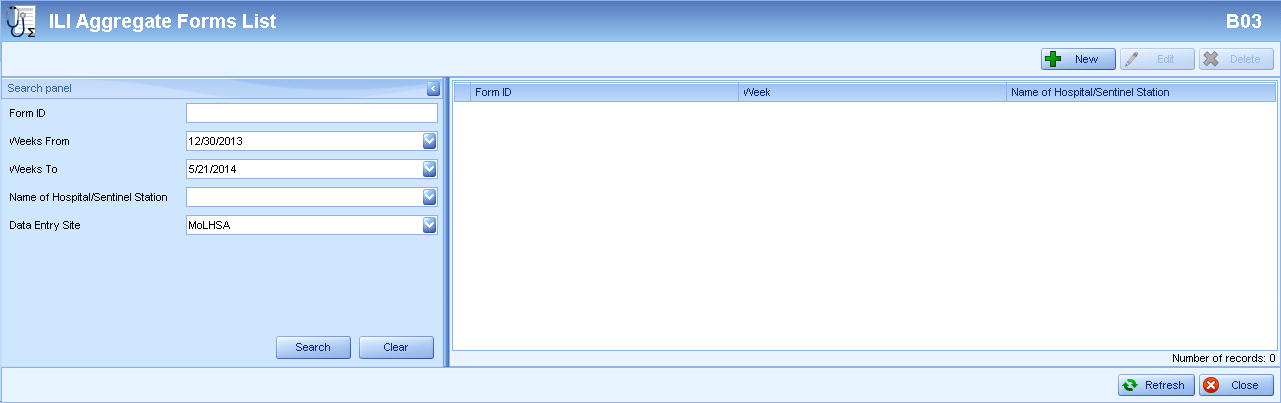 ILI Aggregate Forms List B03
New Edit Delete
Search panel
Form ID
Weeks From 12/30/2013
Weeks To 5/21/2014
Name of Hospital/Sentinel Station
Data Entry Site MoLHSA
Search Clear
Form ID Week Name of Hospital/Sentinel Station
Number of records: 0
Refresh Close